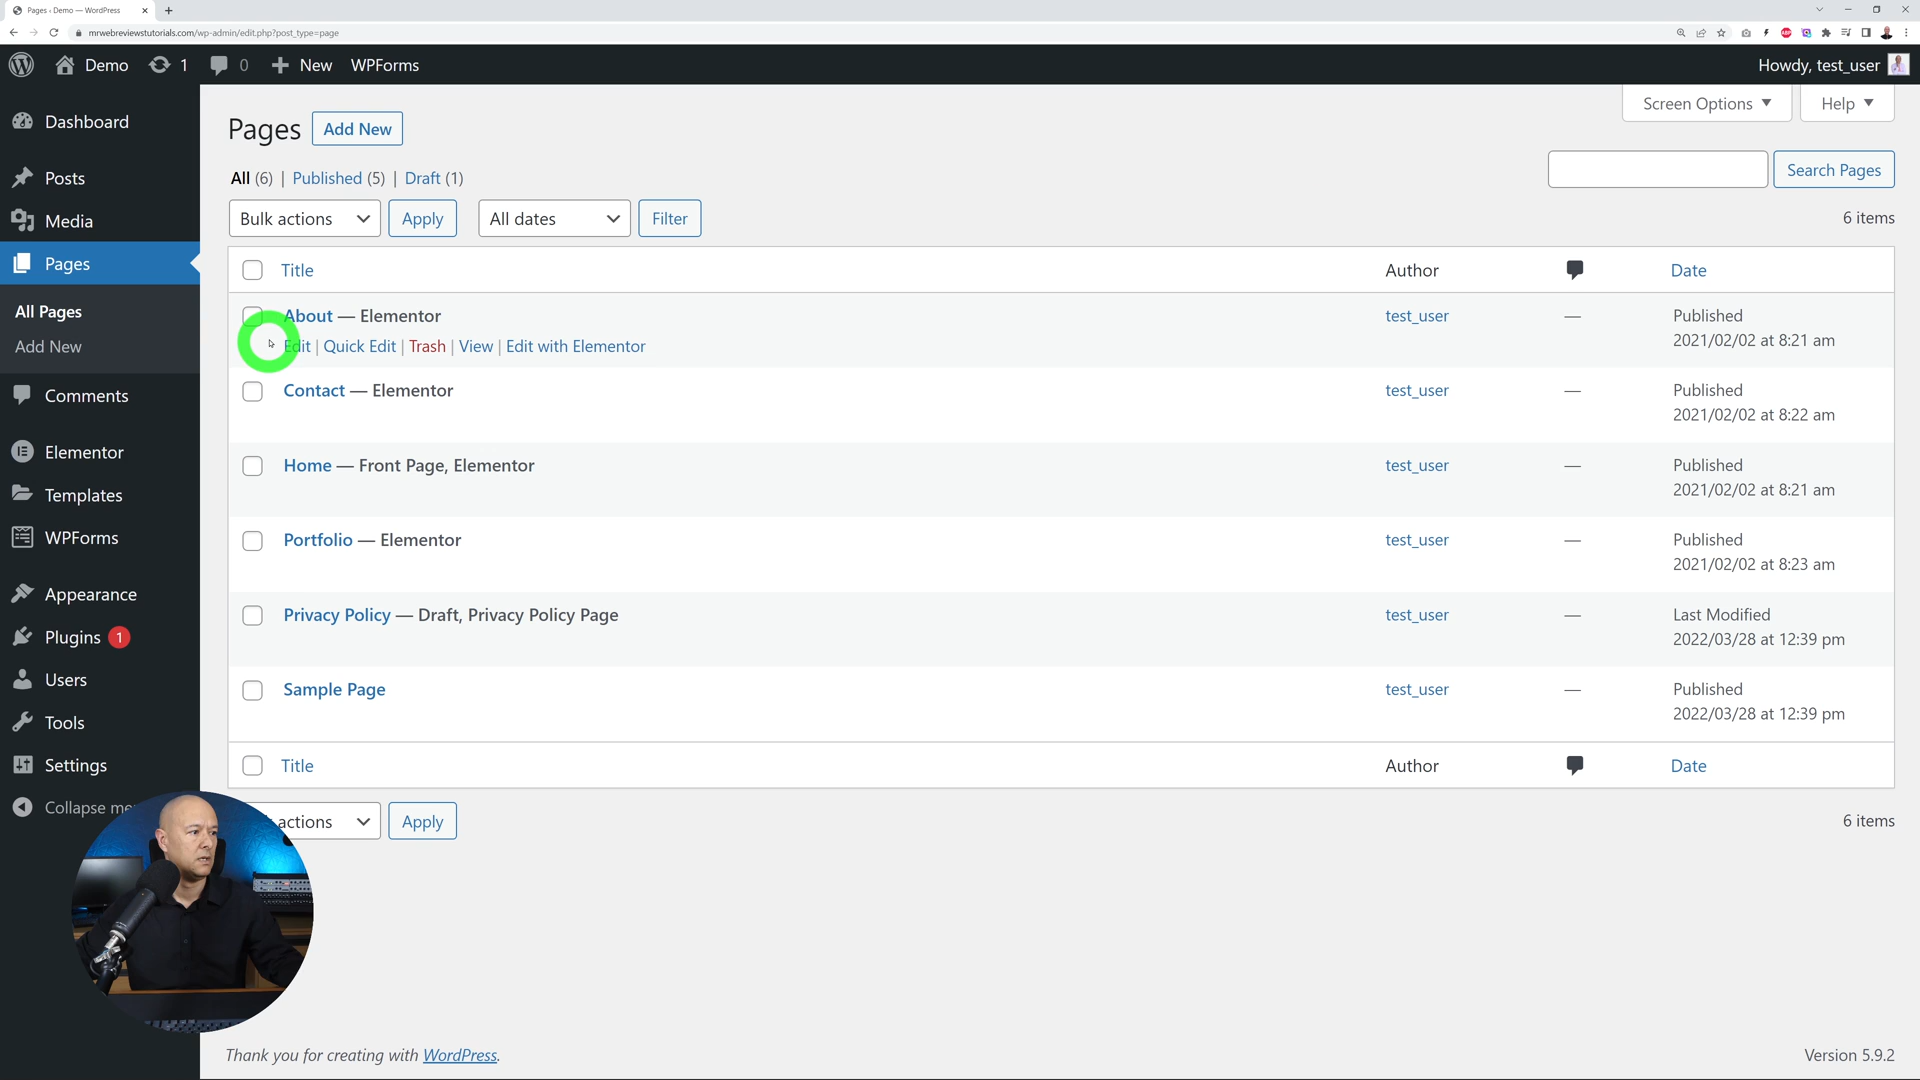 Pages ‹ Demo — WordPress
mrwebreviewstutorials.com/wp-admin/edit.php?post_type=page
Demo 1 0 New WPForms Howdy, test_user
Screen Options Help
Dashboard
Posts
Media
Pages
All Pages
Add New
Comments
Elementor
Templates
WPForms
Appearance
Plugins 1
Users
Tools
Settings
Collapse me
Pages Add New
All (6) | Published (5) | Draft (1)
Search Pages
Bulk actions Apply All dates Filter 6 items
Title Author Date
About — Elementor test_user — Published
2021/02/02 at 8:21 am
Edit | Quick Edit | Trash | View | Edit with Elementor
Contact — Elementor test_user — Published
2021/02/02 at 8:22 am
Home — Front Page, Elementor test_user — Published
2021/02/02 at 8:21 am
Portfolio — Elementor test_user — Published
2021/02/02 at 8:23 am
Privacy Policy — Draft, Privacy Policy Page test_user — Last Modified
2022/03/28 at 12:39 pm
Sample Page test_user — Published
2022/03/28 at 12:39 pm
Title Author Date
actions Apply 6 items
Thank you for creating with WordPress. Version 5.9.2